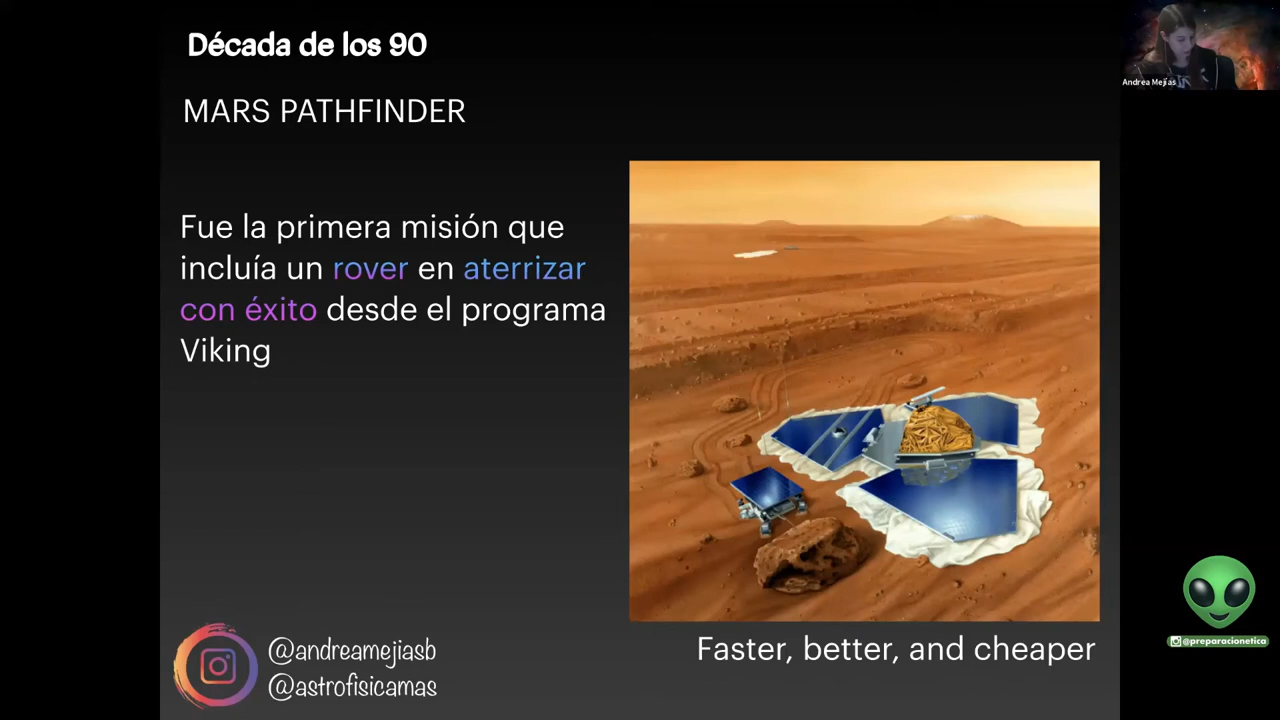 Década de los 90
Andrea Mejías
MARS PATHFINDER
Fue la primera misión que
incluía un rover en aterrizar
con éxito desde el programa
Viking
@andreamejiasb
@astrofisicamas
Faster, better, and cheaper
@preparacionetica